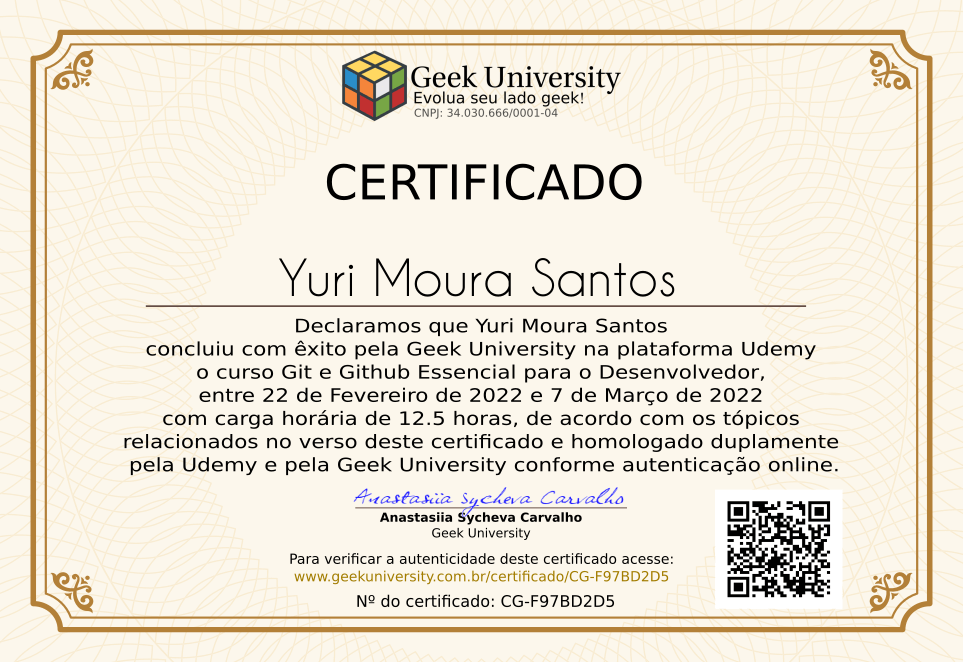 Geek University
Evolua seu lado geek!
CNPJ: 34.030.666/0001-04
CERTIFICADO
Yuri Moura Santos
Declaramos que Yuri Moura Santos
concluiu com êxito pela Geek University na plataforma Udemy
o curso Git e Github Essencial para o Desenvolvedor,
entre 22 de Fevereiro de 2022 e 7 de Março de 2022
com carga horária de 12.5 horas, de acordo com os tópicos
relacionados no verso deste certificado e homologado duplamente
pela Udemy e pela Geek University conforme autenticação online.
Anastasiia Sycheva Carvalho
Anastasiia Sycheva Carvalho
Geek University
Para verificar a autenticidade deste certificado acesse:
www.geekuniversity.com.br/certificado/CG-F97BD2D5
Nº do certificado: CG-F97BD2D5